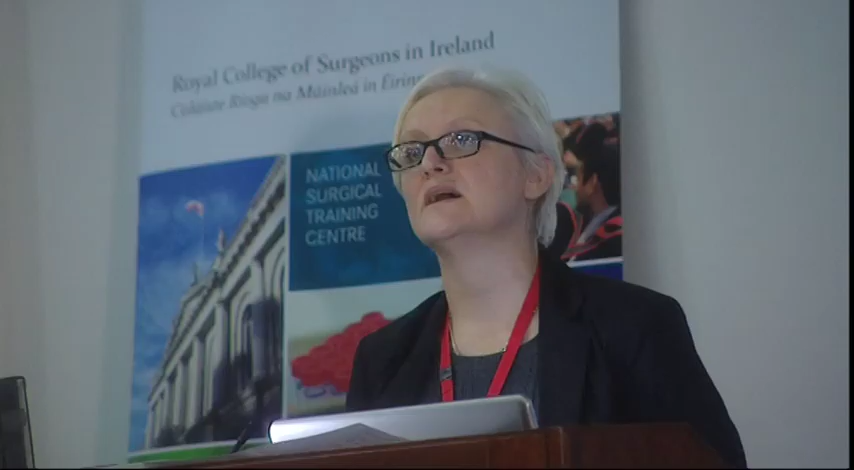 Royal College of Surgeons in Ireland
Coláiste Ríoga na Máinleá in Éirinn
NATIONAL
SURGICAL
TRAINING
CENTRE